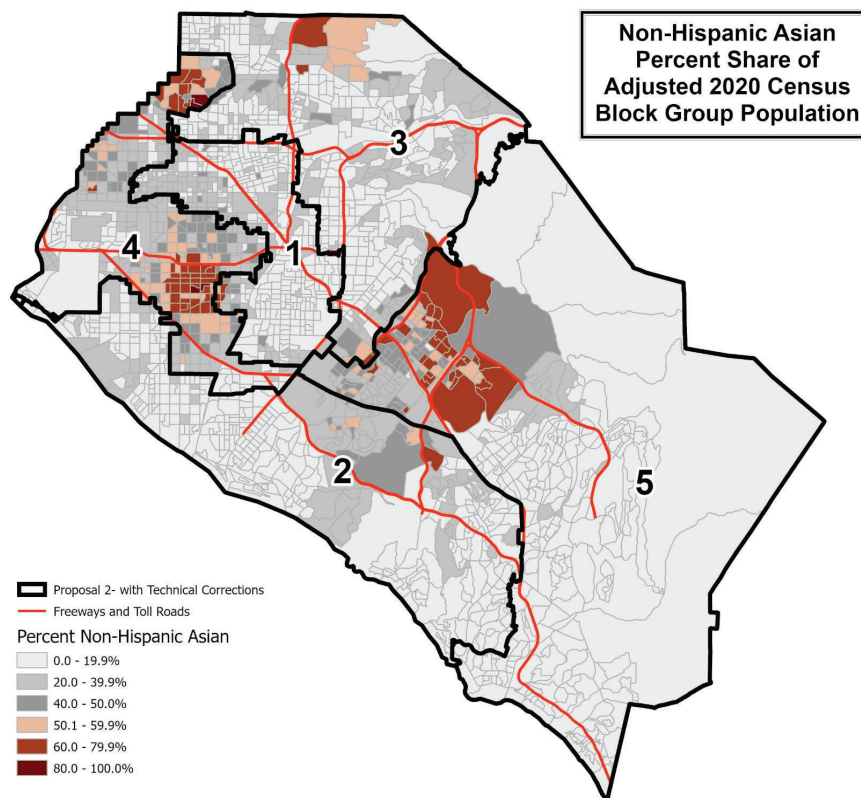 Non-Hispanic Asian
Percent Share of
Adjusted 2020 Census
Block Group Population
3
4
1
2
5
Proposal 2- with Technical Corrections
Freeways and Toll Roads
Percent Non-Hispanic Asian
0.0 - 19.9%
20.0 - 39.9%
40.0 - 50.0%
50.1 - 59.9%
60.0 - 79.9%
80.0 - 100.0%